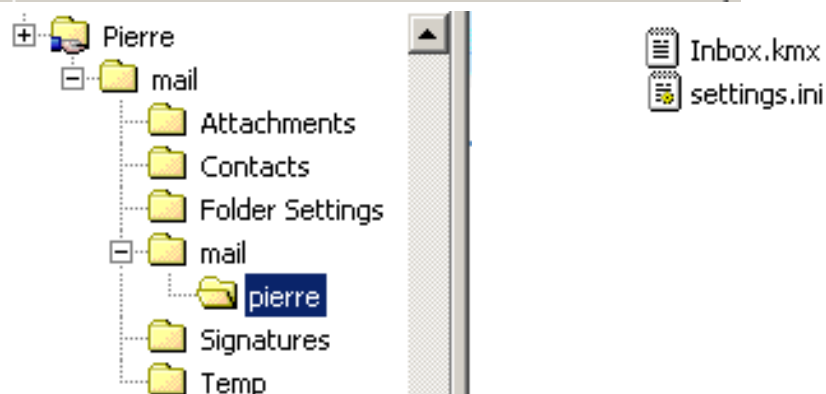 Pierre
mail
Attachments
Contacts
Folder Settings
mail
pierre
Signatures
Temp
Inbox.kmx
settings.ini